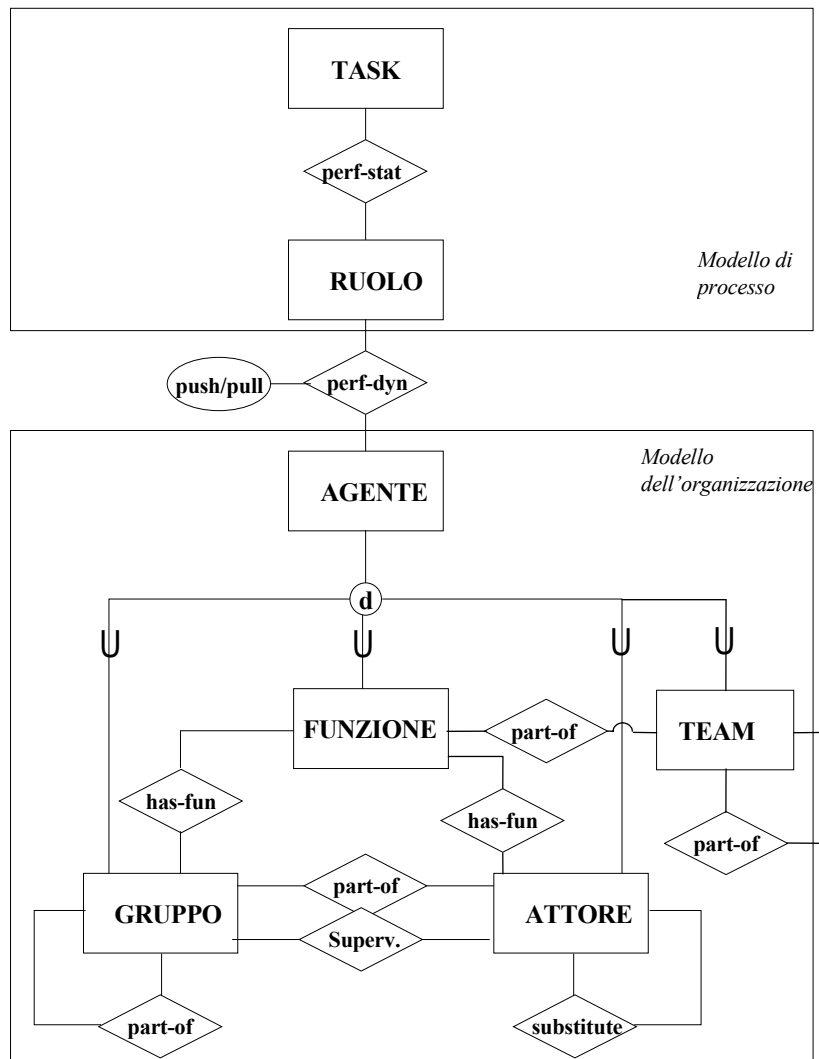 TASK
perf-stat
RUOLO
Modello di
processo
push/pull
perf-dyn
AGENTE
Modello
dell'organizzazione
d
U
U
U
U
FUNZIONE
part-of
TEAM
has-fun
has-fun
part-of
GRUPPO
part-of
ATTORE
Superv.
part-of
substitute